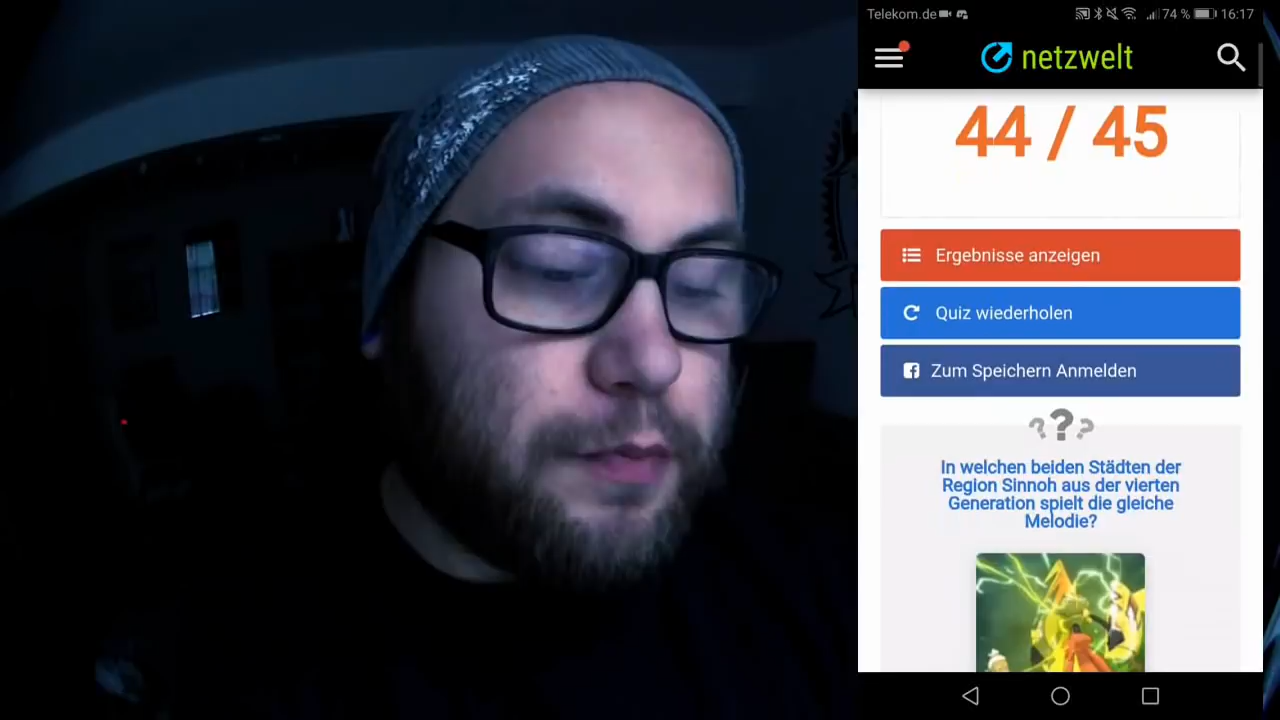 Telekom.de
74 %
16:17
netzwelt
44 / 45
Ergebnisse anzeigen
Quiz wiederholen
Zum Speichern Anmelden
???
In welchen beiden Städten der
Region Sinnoh aus der vierten
Generation spielt die gleiche
Melodie?